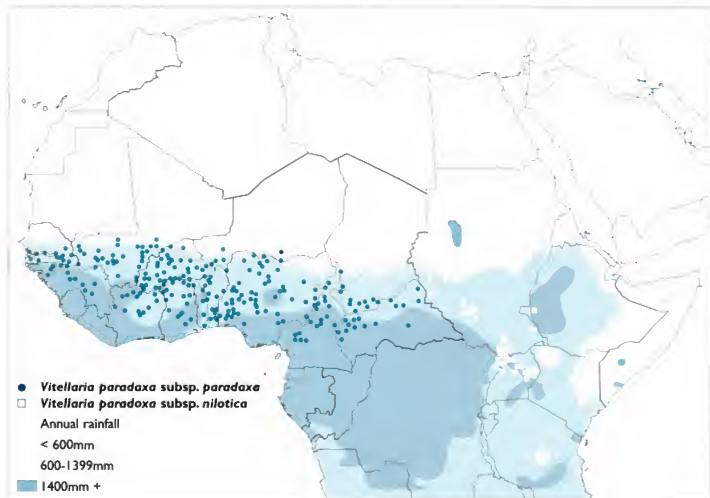 Vitellaria paradaxa subsp. paradaxa
Vitellaria paradoxa subsp. nilotica
Annual rainfall
< 600mm
600-1399mm
1400mm +